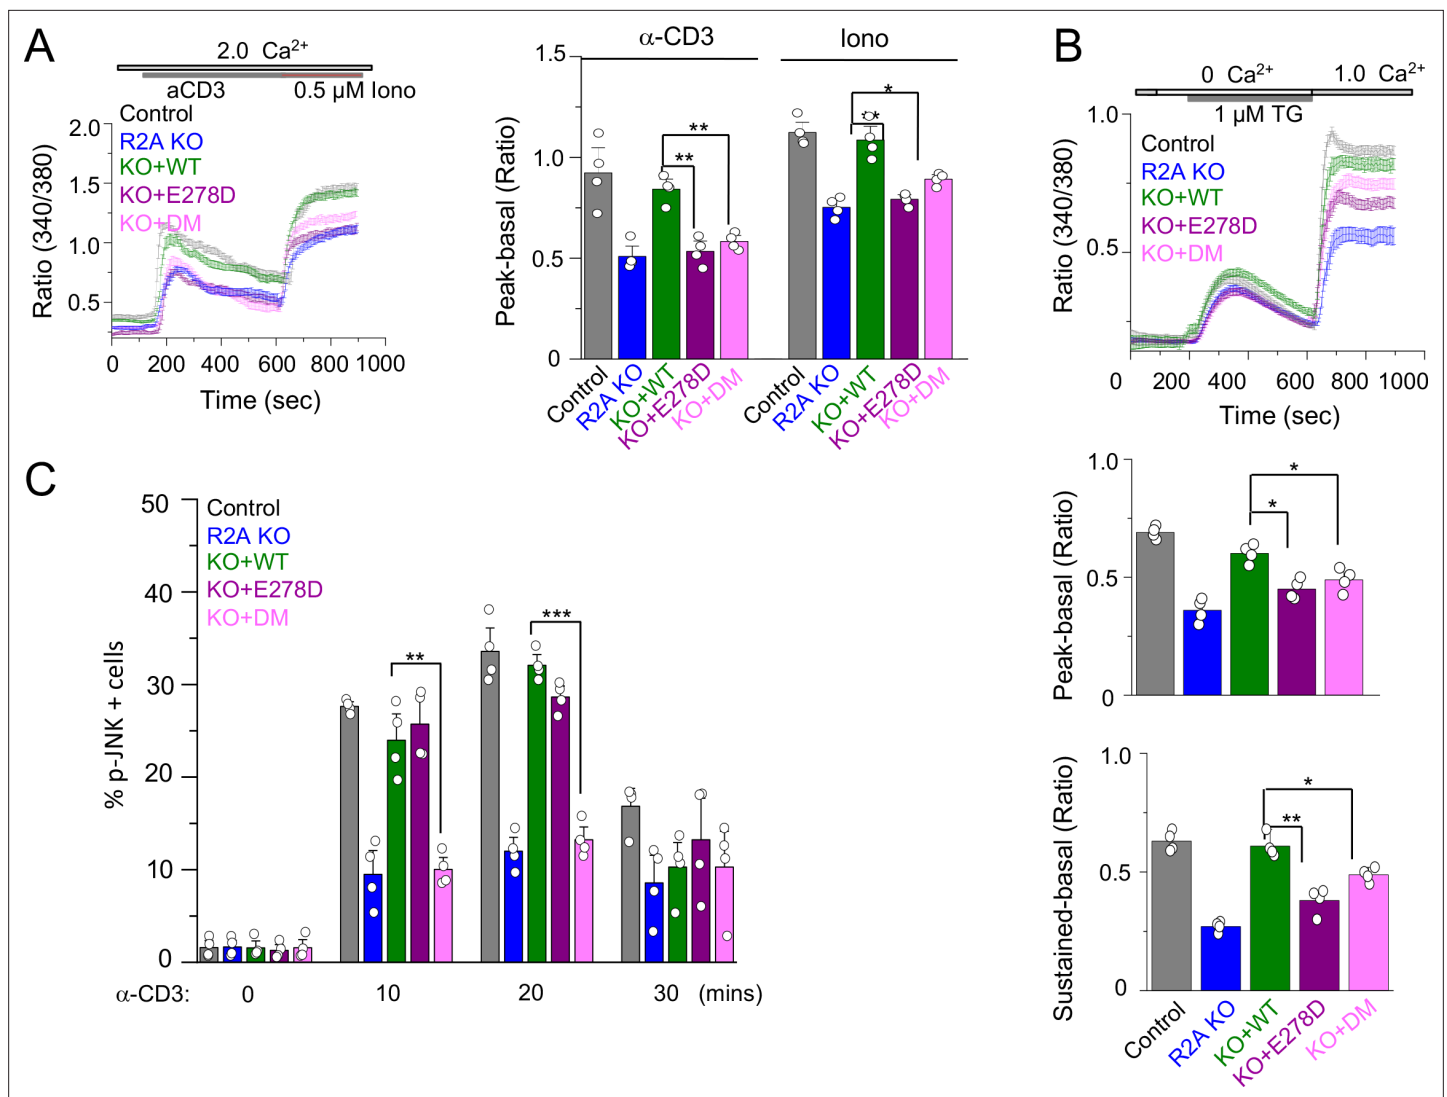 A
2.0 Ca²⁺
aCD3
0.5 µM Iono
Control
R2A KO
KO+WT
KO+E278D
KO+DM
Ratio (340/380)
2.0
1.5
1.0
0.5
0 200 400 600 800 1000
Time (sec)
α-CD3
Iono
Peak-basal (Ratio)
1.5
1.0
0.5
0
**
**
**
*
Control
R2A KO
KO+WT
KO+E278D
KO+DM
Control
R2A KO
KO+WT
KO+E278D
KO+DM
B
0 Ca²⁺
1.0 Ca²⁺
1 µM TG
Control
R2A KO
KO+WT
KO+E278D
KO+DM
Ratio (340/380)
1.0
0.5
0 200 400 600 800 1000
Time (sec)
Peak-basal (Ratio)
1.0
0.5
0
*
*
Sustained-basal (Ratio)
1.0
0.5
0
*
**
Control
R2A KO
KO+WT
KO+E278D
KO+DM
C
Control
R2A KO
KO+WT
KO+E278D
KO+DM
% p-JNK + cells
50
40
30
20
10
0
**
***
α-CD3: 0 10 20 30 (mins)